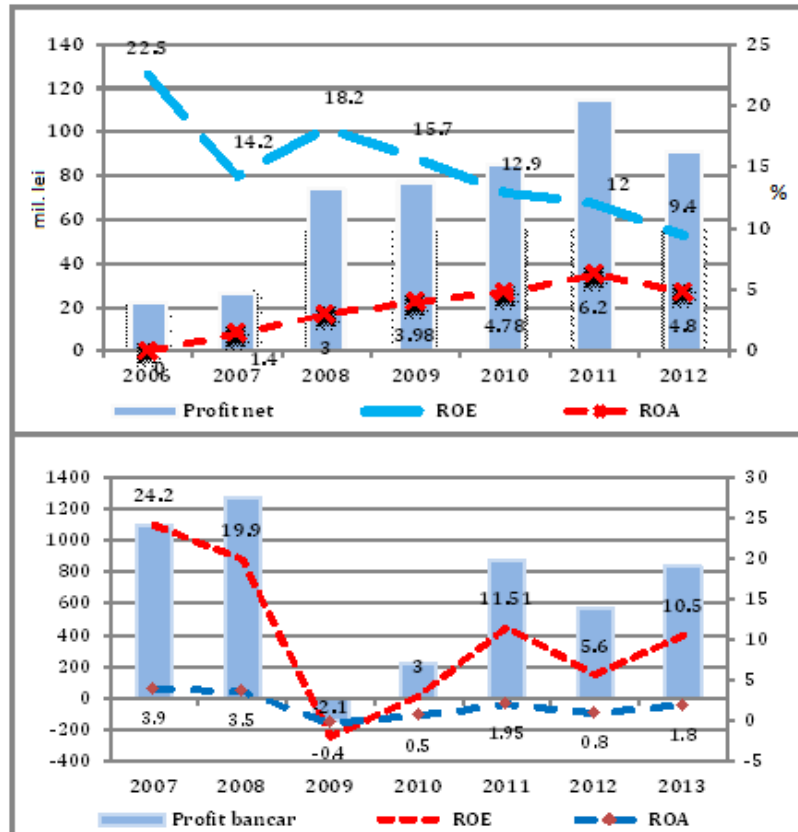 140 25
22.5
120 18.2 20
100 14.2 15.7
12.9 12 15
80
mil. lei 9.4 %
60 10
40
5
20 3.98 4.78 6.2 4.8
0 0 1.4 3 0
2006 2007 2008 2009 2010 2011 2012
Profit net ROE ROA
1400 30
24.2
1200 25
19.9
1000 20
800 11.51 15
600 10.5
10
400 3 5.6
200 5
0 -2.1
0
-200 3.9 3.5 -0.4 0.5 1.95 0.8 1.8
-400 -5
2007 2008 2009 2010 2011 2012 2013
Profit bancar ROE ROA